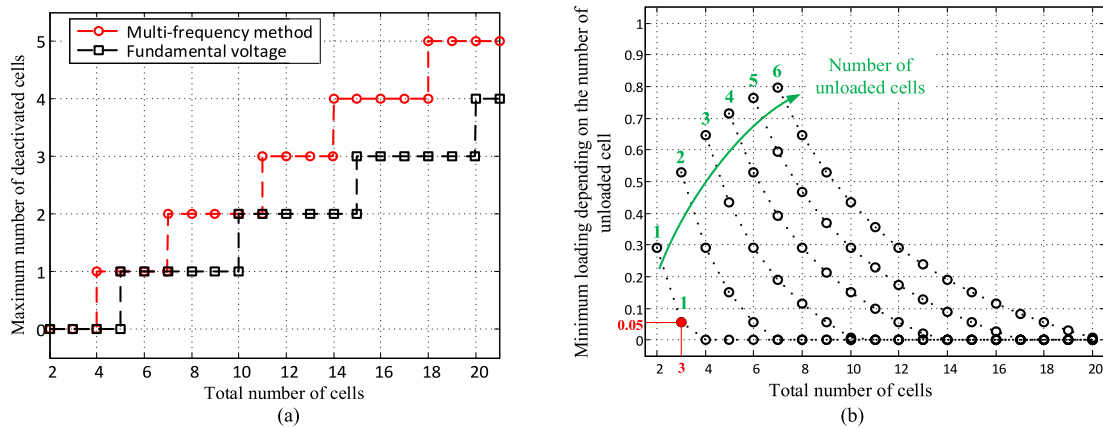 Maximum number of deactivated cells
5
4
3
2
1
0
Multi-frequency method
Fundamental voltage
2 4 6 8 10 12 14 16 18 20
Total number of cells
(a)
Minimum loading depending on the number of
unloaded cell
1
0.9
0.8
0.7
0.6
0.5
0.4
0.3
0.2
0.1
0.05
0
1
2
3
4
5
6
1
Number of
unloaded cells
2 3 4 6 8 10 12 14 16 18 20
Total number of cells
(b)